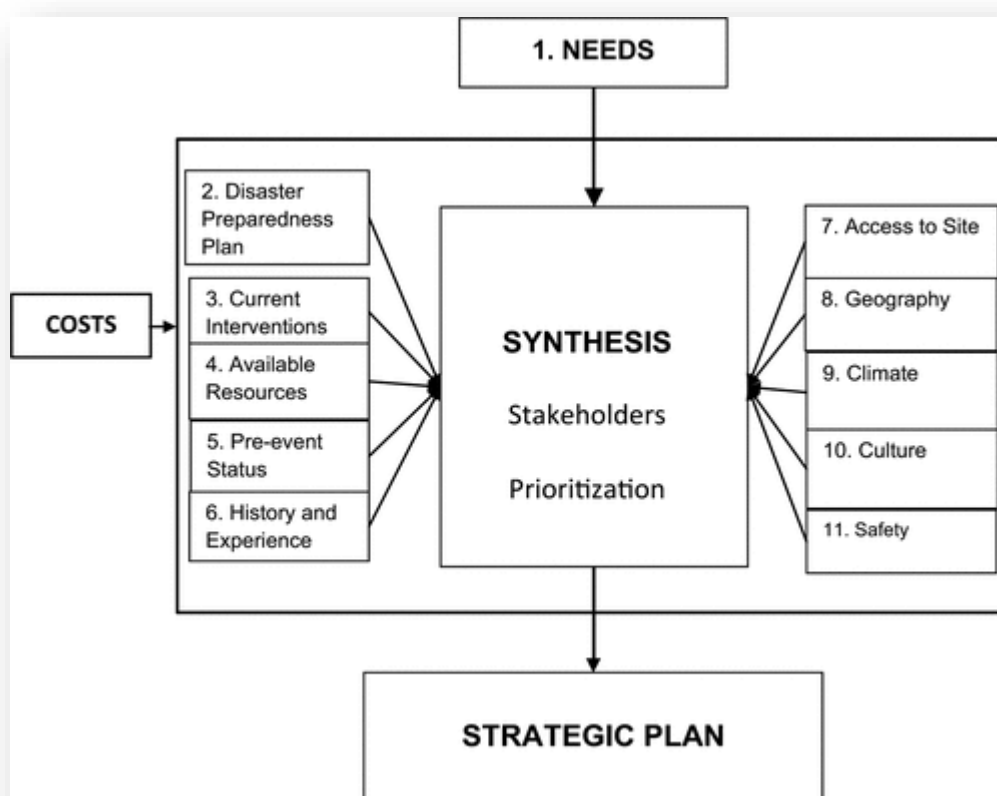 1. NEEDS
2. Disaster
Preparedness
Plan
3. Current
Interventions
4. Available
Resources
5. Pre-event
Status
6. History and
Experience
COSTS
SYNTHESIS
Stakeholders
Prioritization
7. Access to Site
8. Geography
9. Climate
10. Culture
11. Safety
STRATEGIC PLAN